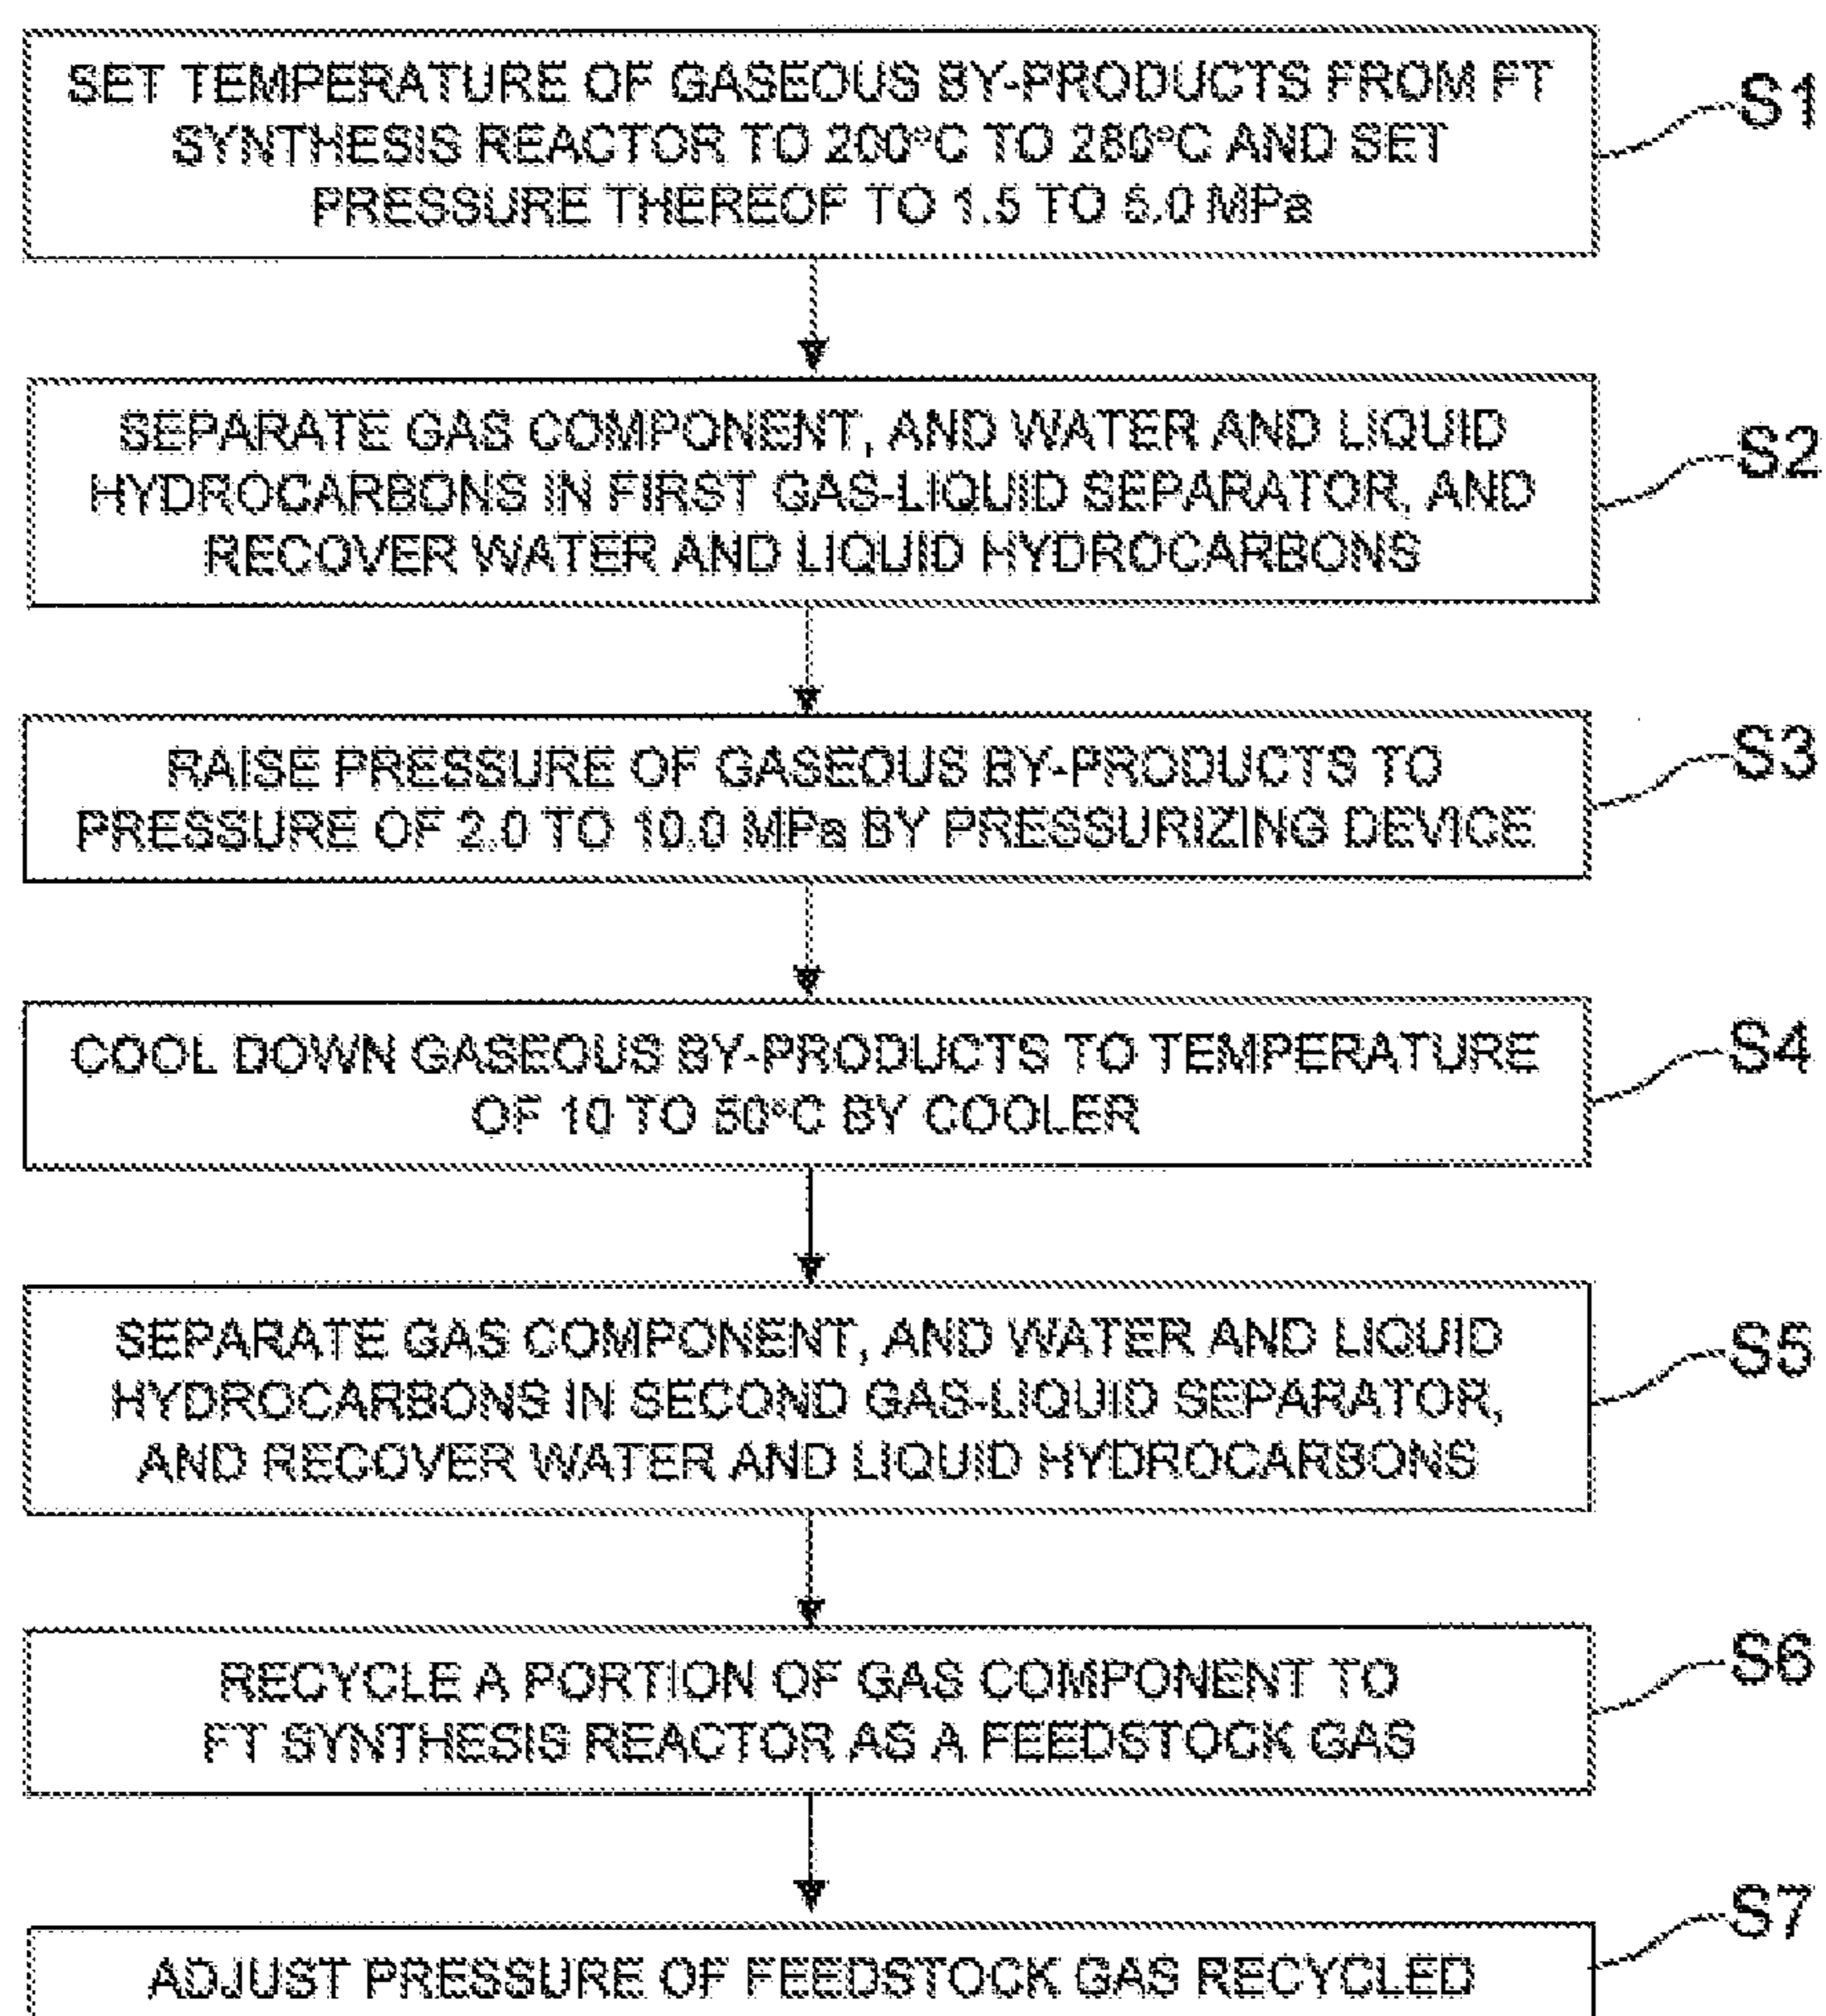 SET TEMPERATURE OF GASEOUS BY-PRODUCTS FROM FT
SYNTHESIS REACTOR TO 200°C TO 280°C AND SET
PRESSURE THEREOF TO 1.5 TO 5.0 MPa
S1
SEPARATE GAS COMPONENT, AND WATER AND LIQUID
HYDROCARBONS IN FIRST GAS-LIQUID SEPARATOR, AND
RECOVER WATER AND LIQUID HYDROCARBONS
S2
RAISE PRESSURE OF GASEOUS BY-PRODUCTS TO
PRESSURE OF 2.0 TO 10.0 MPa BY PRESSURIZING DEVICE
S3
COOL DOWN GASEOUS BY-PRODUCTS TO TEMPERATURE
OF 10 TO 50°C BY COOLER
S4
SEPARATE GAS COMPONENT, AND WATER AND LIQUID
HYDROCARBONS IN SECOND GAS-LIQUID SEPARATOR,
AND RECOVER WATER AND LIQUID HYDROCARBONS
S5
RECYCLE A PORTION OF GAS COMPONENT TO
FT SYNTHESIS REACTOR AS A FEEDSTOCK GAS
S6
ADJUST PRESSURE OF FEEDSTOCK GAS RECYCLED
S7